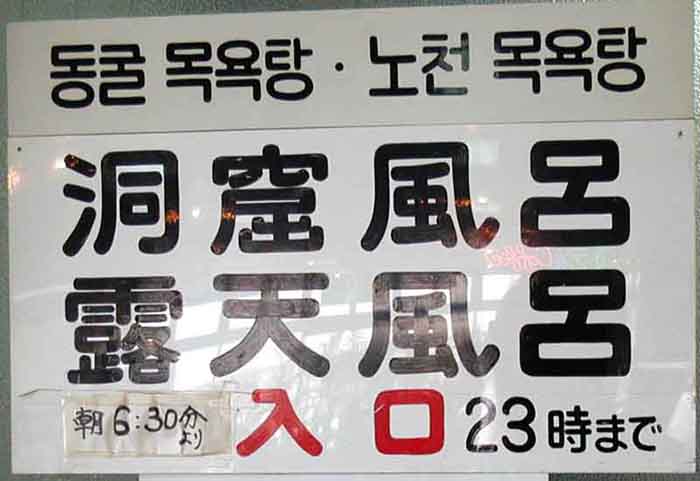 동굴 목욕탕 · 노천 목욕탕
洞窟風呂
露天風呂
朝6:30分より 入口 23時まで